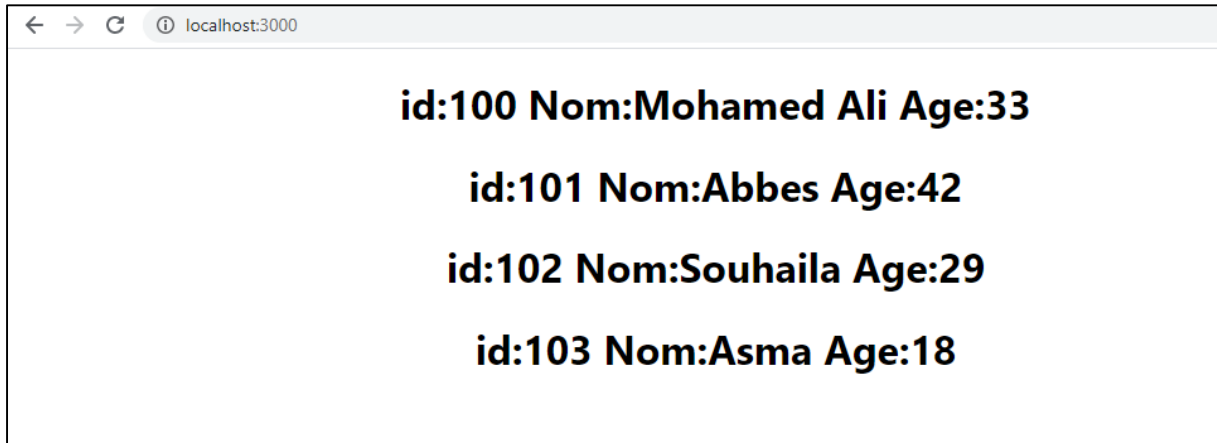 localhost:3000
id:100 Nom:Mohamed Ali Age:33
id:101 Nom:Abbes Age:42
id:102 Nom:Souhaila Age:29
id:103 Nom:Asma Age:18